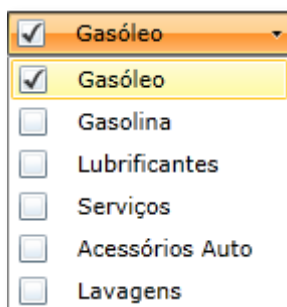 Gasóleo
Gasóleo
Gasolina
Lubrificantes
Serviços
Acessórios Auto
Lavagens